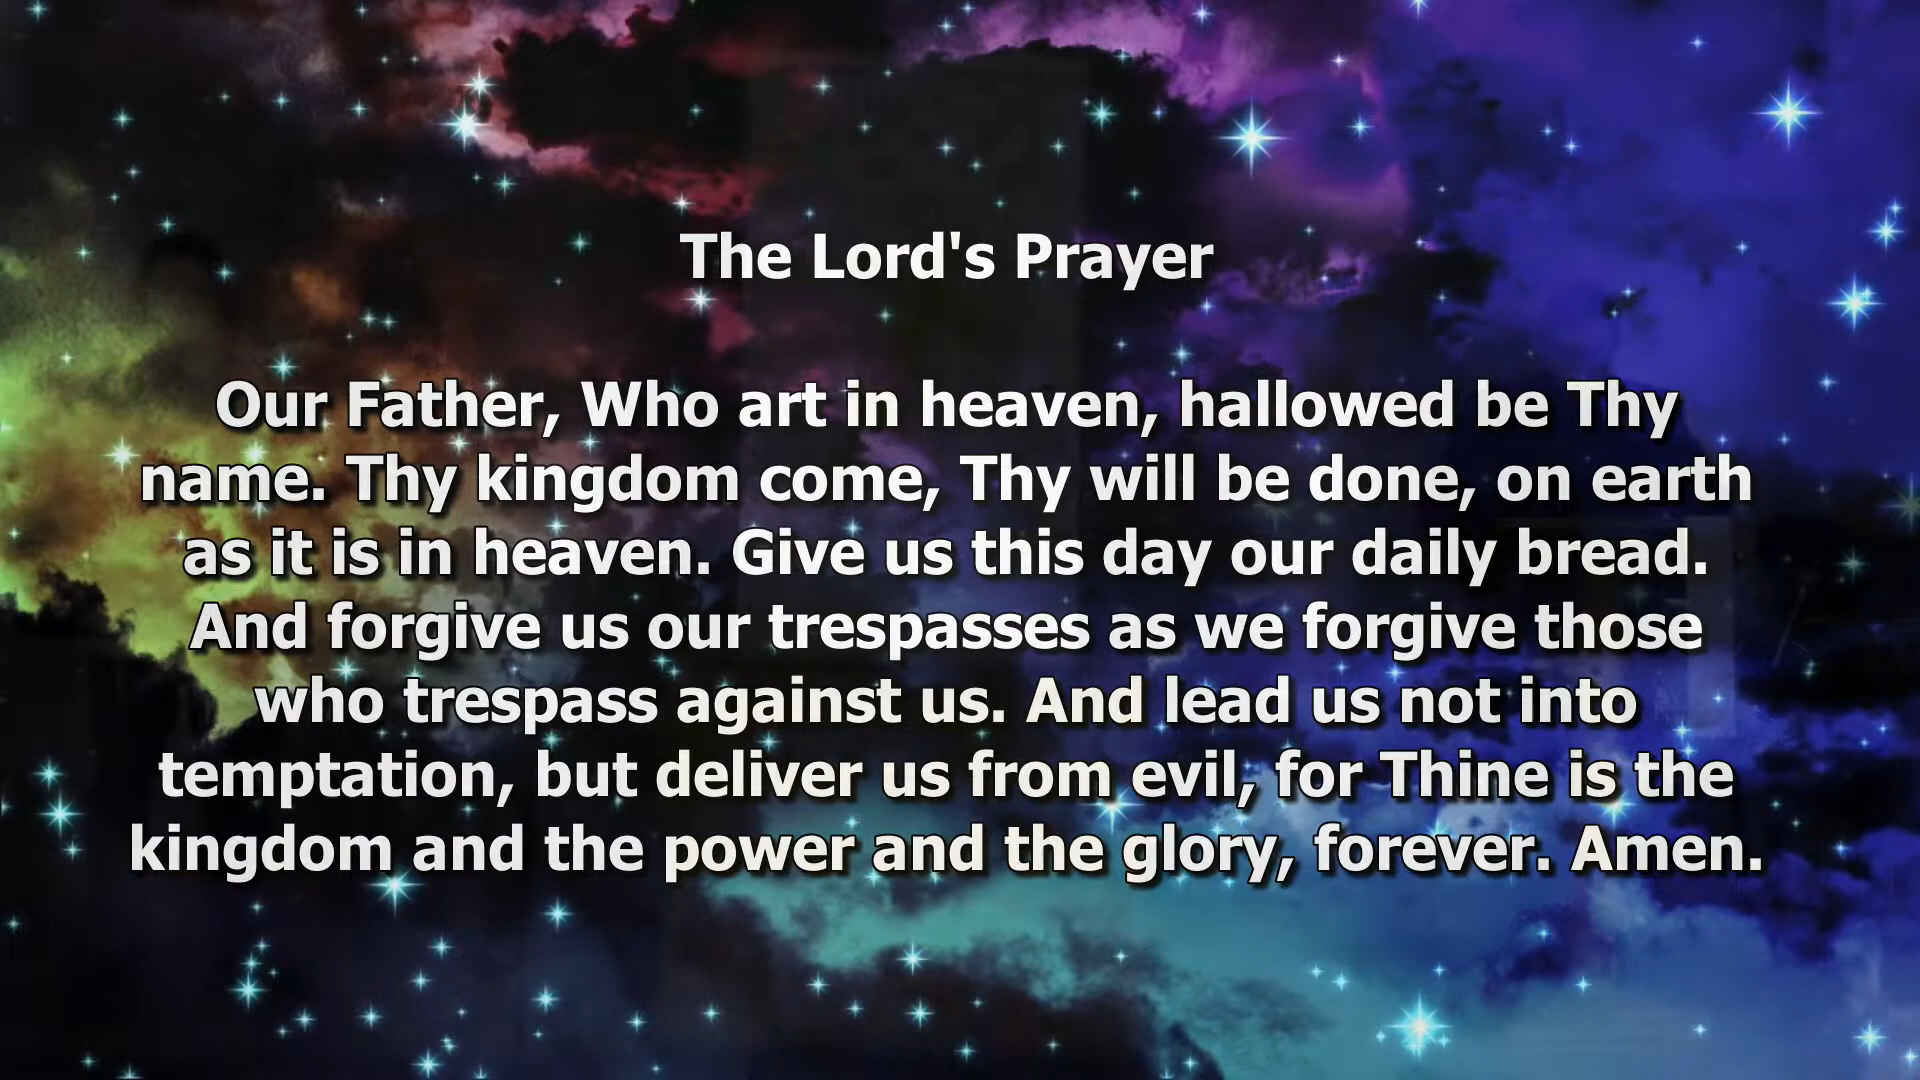 The Lord's Prayer
Our Father, Who art in heaven, hallowed be Thy
name. Thy kingdom come, Thy will be done, on earth
as it is in heaven. Give us this day our daily bread.
And forgive us our trespasses as we forgive those
who trespass against us. And lead us not into
temptation, but deliver us from evil, for Thine is the
kingdom and the power and the glory, forever. Amen.